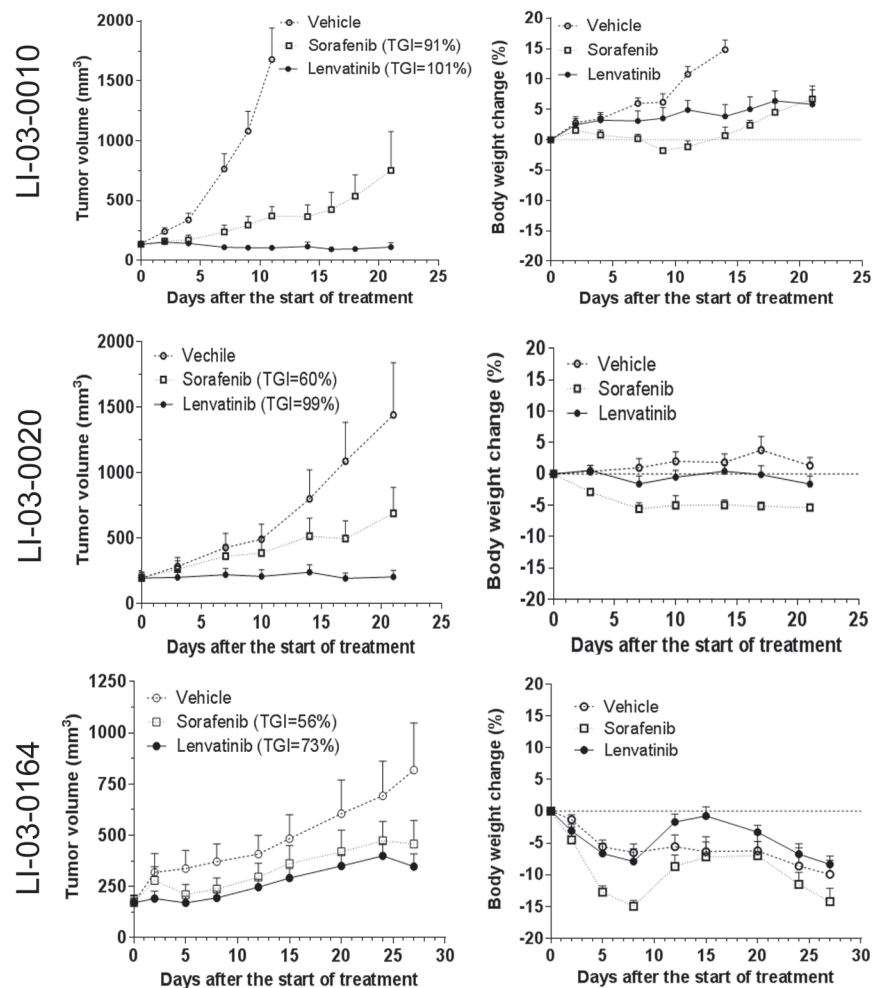 LI-03-0010
Tumor volume (mm³)
2000
1500
1000
500
0
Vehicle
Sorafenib (TGI=91%)
Lenvatinib (TGI=101%)
0 5 10 15 20 25
Days after the start of treatment
Body weight change (%)
20
15
10
5
0
-5
-10
-15
-20
Vehicle
Sorafenib
Lenvatinib
0 5 10 15 20 25
Days after the start of treatment
LI-03-0020
Tumor volume (mm³)
2000
1500
1000
500
0
Vechile
Sorafenib (TGI=60%)
Lenvatinib (TGI=99%)
0 5 10 15 20 25
Days after the start of treatment
Body weight change (%)
20
15
10
5
0
-5
-10
-15
-20
Vehicle
Sorafenib
Lenvatinib
0 5 10 15 20 25
Days after the start of treatment
LI-03-0164
Tumor volume (mm³)
1250
1000
750
500
250
0
Vehicle
Sorafenib (TGI=56%)
Lenvatinib (TGI=73%)
0 5 10 15 20 25 30
Days after the start of treatment
Body weight change (%)
20
15
10
5
0
-5
-10
-15
-20
Vehicle
Sorafenib
Lenvatinib
0 5 10 15 20 25 30
Days after the start of treatment